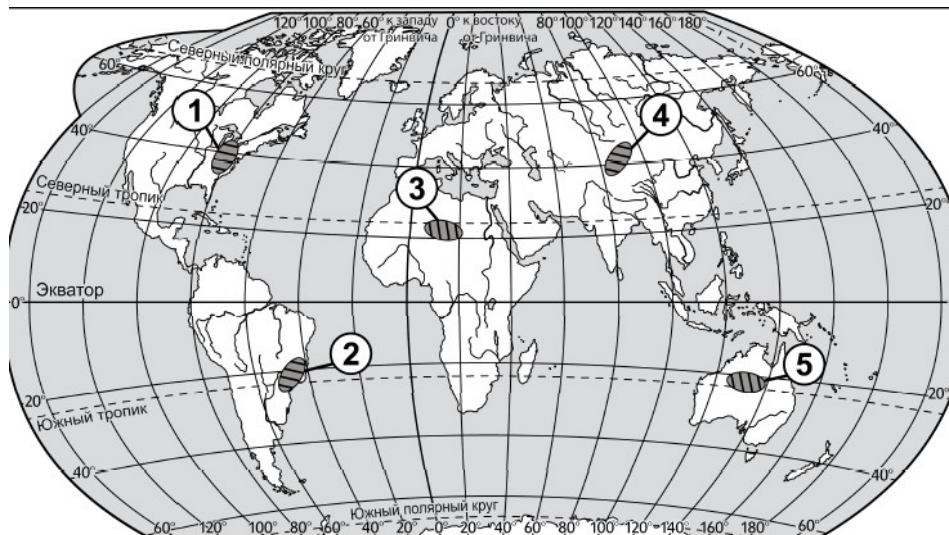 120° 100° 80° 60° к западу 0° к востоку 80° 100° 120° 140° 160° 180°
от Гринвича от Гринвича
Северный полярный круг
60° 60°
1 4
40° 40°
3
Северный тропик
20° 20°
Экватор
0° 0°
2
5
20° 20°
Южный тропик
40° 40°
Южный полярный круг
60° 120° 100° 80° 60° 40° 20° 0° 20° 40° 60° 80° 100° 120° 140° 160° 180° 60°